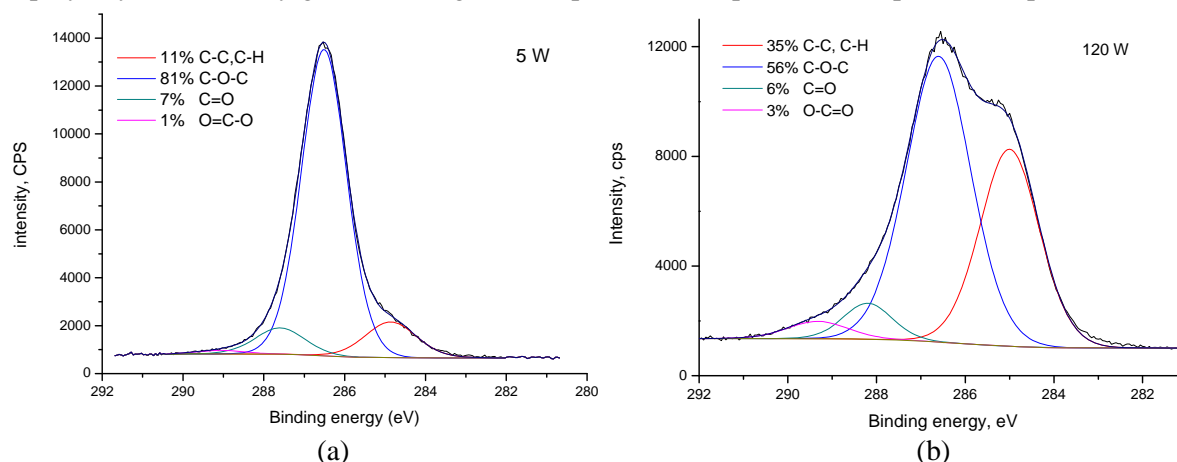 14000
12000
10000
8000
6000
4000
2000
0
intensity, CPS
11% C-C,C-H
81% C-O-C
7% C=O
1% O=C-O
5 W
292 290 288 286 284 282 280
Binding energy (eV)
(a)
12000
8000
4000
0
Intensity, cps
35% C-C, C-H
56% C-O-C
6% C=O
3% O-C=O
120 W
292 290 288 286 284 282
Binding energy, eV
(b)